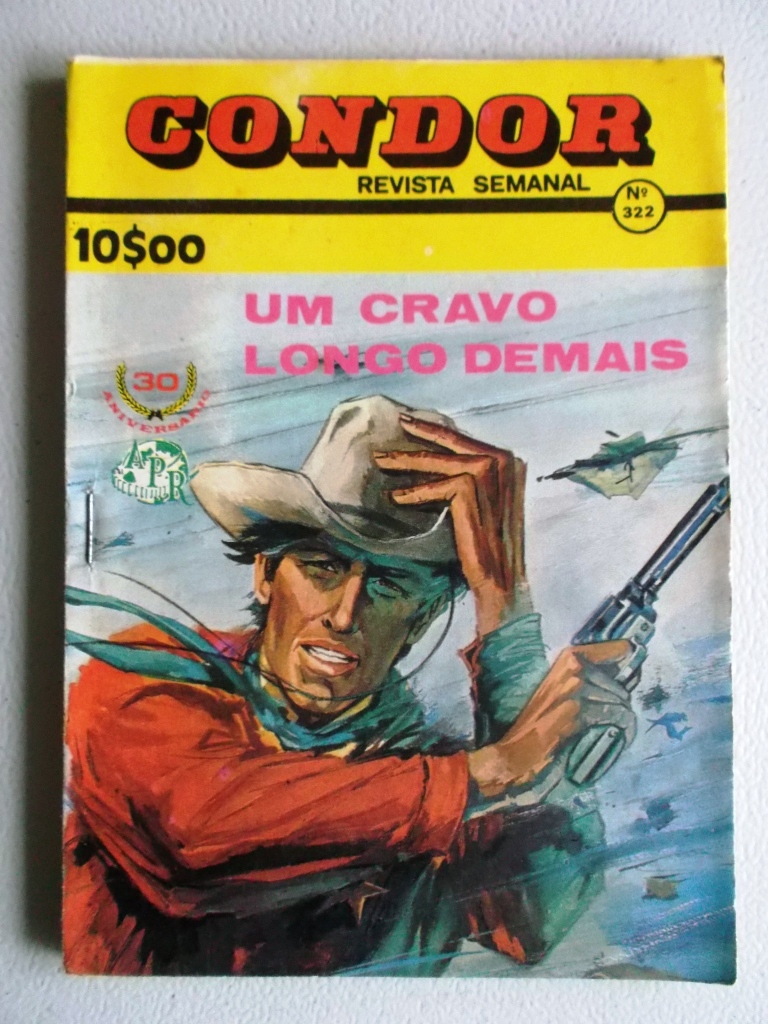 CONDOR
REVISTA SEMANAL
Nº
322
10$00
UM CRAVO
LONGO DEMAIS
30
ANIVERSARIO
APR